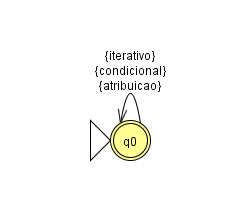 {iterativo}
{condicional}
{atribuicao}
q0